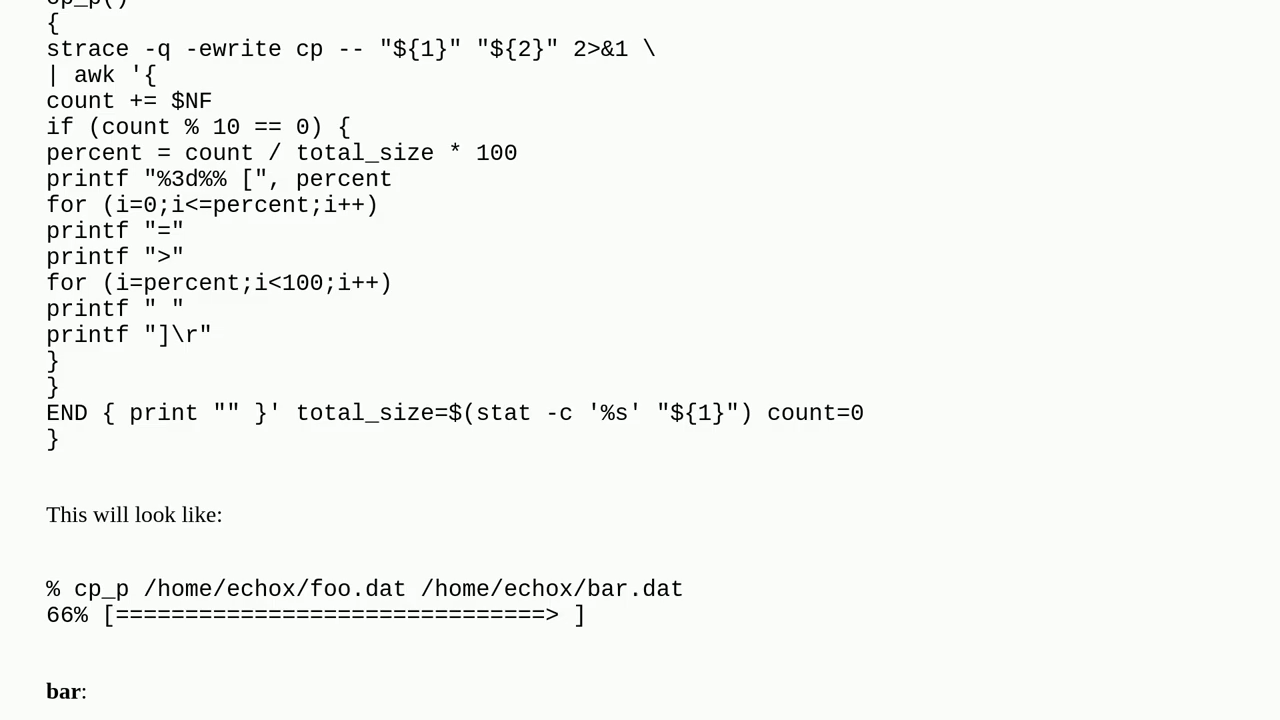 cp_p()
{
strace -q -ewrite cp -- "${1}" "${2}" 2>&1 \
| awk '{
count += $NF
if (count % 10 == 0) {
percent = count / total_size * 100
printf "%3d%% [", percent
for (i=0;i<=percent;i++)
printf "="
printf ">"
for (i=percent;i<100;i++)
printf " "
printf "]\r"
}
}
END { print "" }' total_size=$(stat -c '%s' "${1}") count=0
}
This will look like:
% cp_p /home/echox/foo.dat /home/echox/bar.dat
66% [===============================> ]
bar: